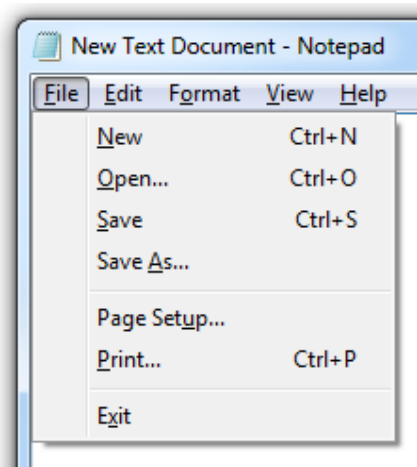 New Text Document - Notepad
File Edit Format View Help
New Ctrl+N
Open... Ctrl+O
Save Ctrl+S
Save As...
Page Setup...
Print... Ctrl+P
Exit